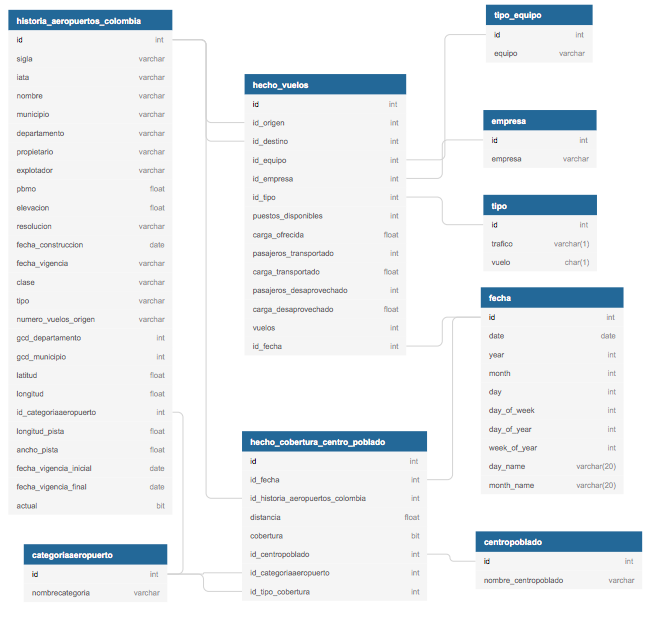 historia_aeropuertos_colombia
id int
sigla varchar
iata varchar
nombre varchar
municipio varchar
departamento varchar
propietario varchar
explotador varchar
pbmo float
elevacion float
resolucion varchar
fecha_construccion date
fecha_vigencia varchar
clase varchar
tipo varchar
numero_vuelos_origen varchar
gcd_departamento int
gcd_municipio int
latitud float
longitud float
id_categoriaaeropuerto int
longitud_pista float
ancho_pista float
fecha_vigencia_inicial date
fecha_vigencia_final date
actual bit
categoriaaeropuerto
id int
nombrecategoria varchar
hecho_vuelos
id int
id_origen int
id_destino int
id_equipo int
id_empresa int
id_tipo int
puestos_disponibles int
carga_ofrecida float
pasajeros_transportado int
carga_transportado float
pasajeros_desaprovechado int
carga_desaprovechado float
vuelos int
id_fecha int
hecho_cobertura_centro_poblado
id int
id_fecha int
id_historia_aeropuertos_colombia int
distancia float
cobertura bit
id_centropoblado int
id_categoriaaeropuerto int
id_tipo_cobertura int
tipo_equipo
id int
equipo varchar
empresa
id int
empresa varchar
tipo
id int
trafico varchar(1)
vuelo char(1)
fecha
id int
date date
year int
month int
day int
day_of_week int
day_of_year int
week_of_year int
day_name varchar(20)
month_name varchar(20)
centropoblado
id int
nombre_centropoblado varchar